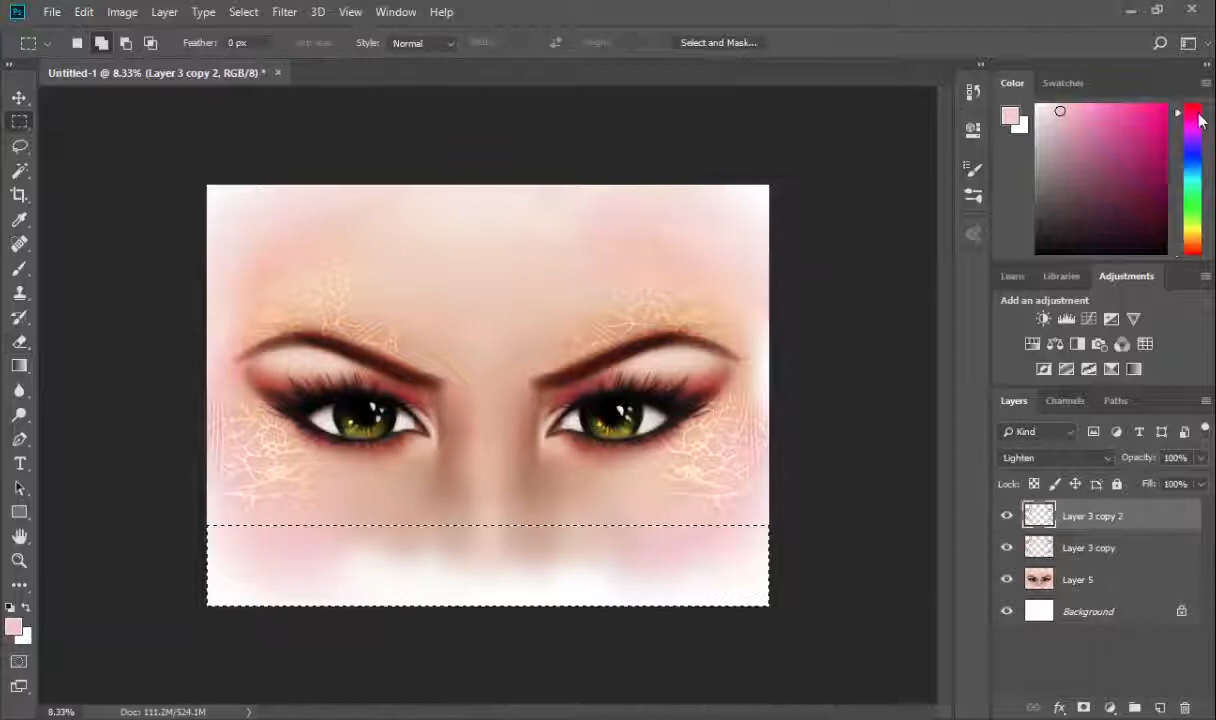 Ps File Edit Image Layer Type Select Filter 3D View Window Help
Feather: 0 px Style: Normal Select and Mask...
Untitled-1 @ 8.33% (Layer 3 copy 2, RGB/8) *
Color Swatches
Learn Libraries Adjustments
Add an adjustment
Layers Channels Paths
Kind
Lighten Opacity: 100%
Lock: Fill: 100%
Layer 3 copy 2
Layer 3 copy
Layer 5
Background
8.33% Doc: 111.2M/524.1M